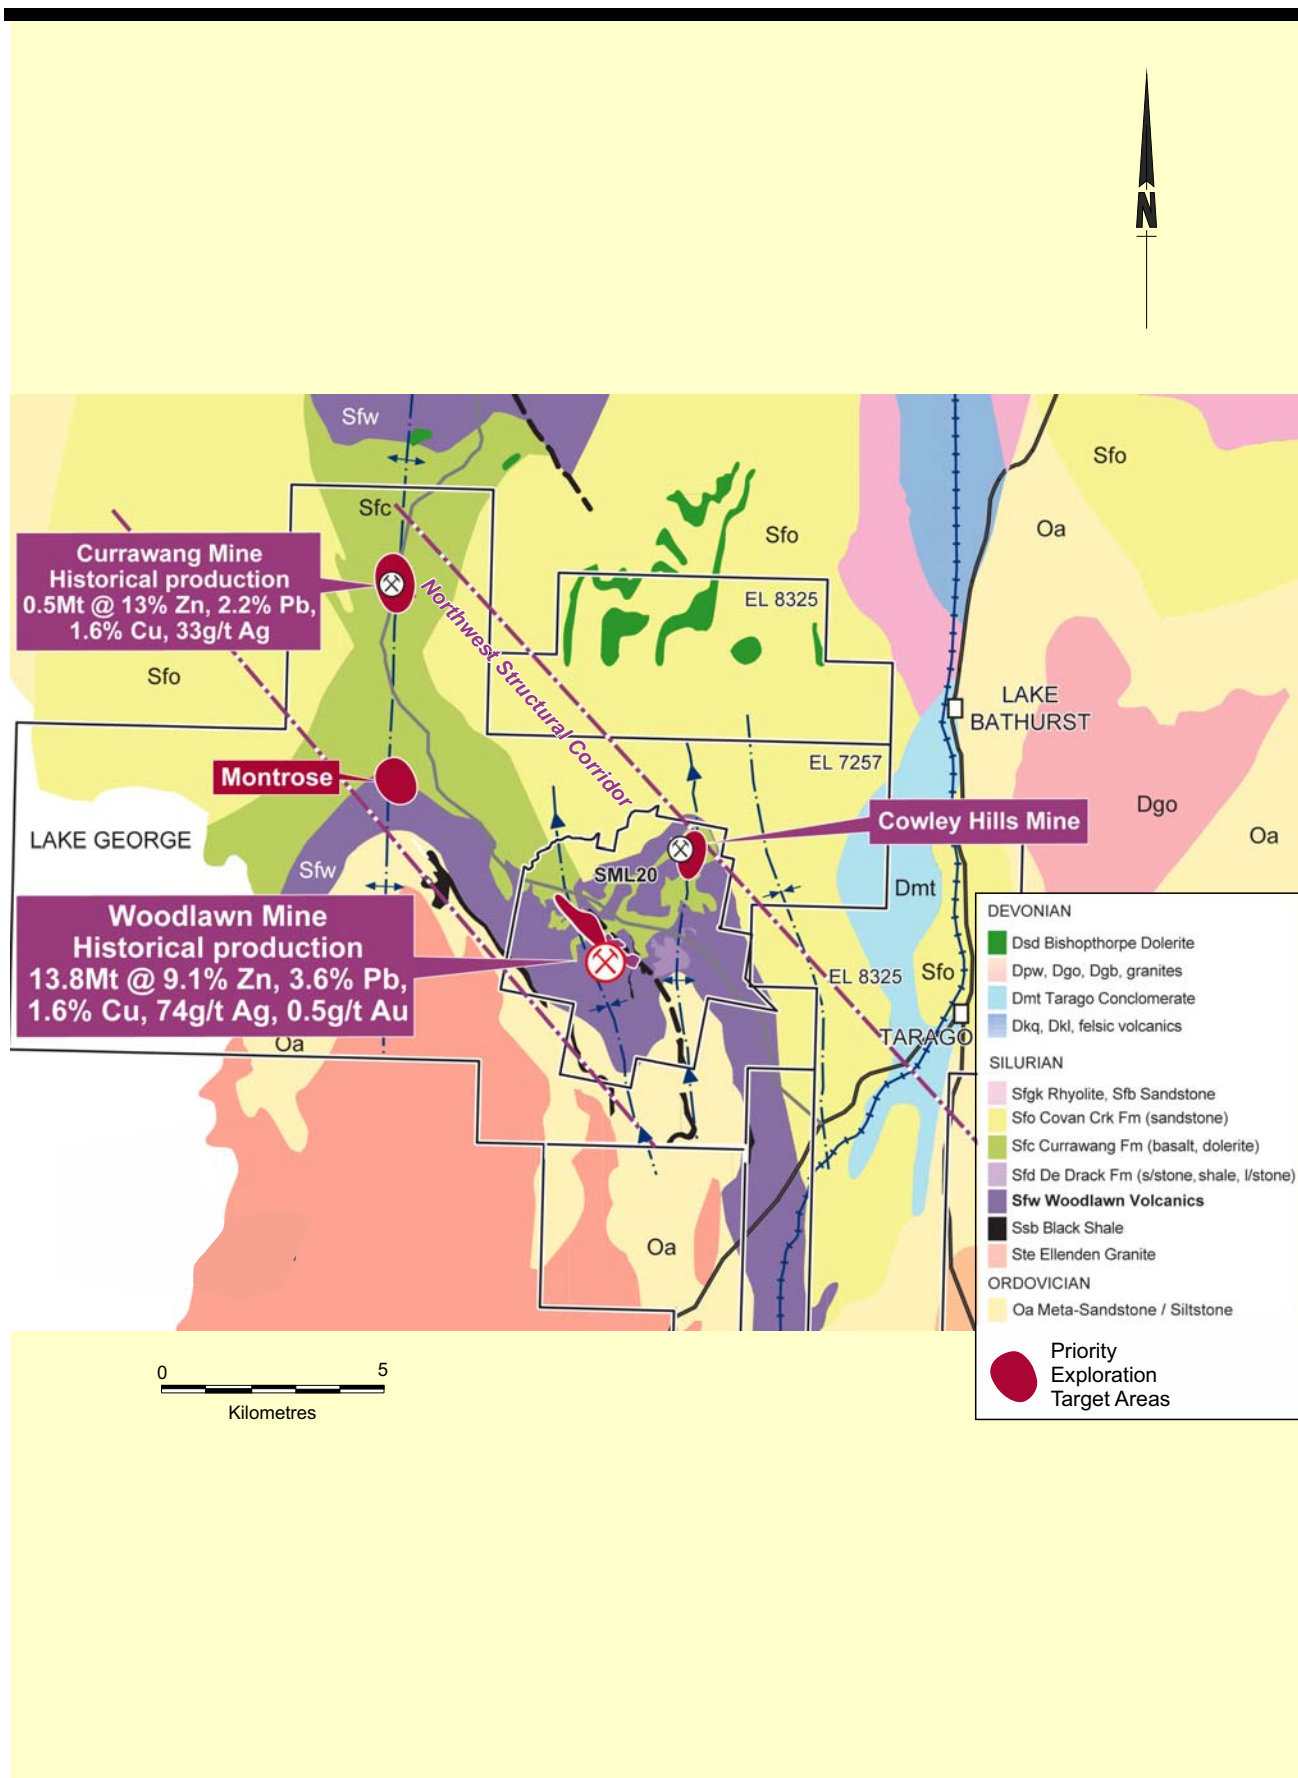 N
Sfw
Sfo
Sfc
Oa
Sfo
Currawang Mine
Historical production
0.5Mt @ 13% Zn, 2.2% Pb,
1.6% Cu, 33g/t Ag
Northwest Structural Corridor
EL 8325
Sfo
LAKE
BATHURST
EL 7257
Montrose
Dgo
Cowley Hills Mine
LAKE GEORGE
Oa
Sfw
SML20
Dmt
Woodlawn Mine
Historical production
13.8Mt @ 9.1% Zn, 3.6% Pb,
1.6% Cu, 74g/t Ag, 0.5g/t Au
EL 8325
Sfo
TARAGO
Oa
Oa
DEVONIAN
Dsd Bishopthorpe Dolerite
Dpw, Dgo, Dgb, granites
Dmt Tarago Conclomerate
Dkq, Dkl, felsic volcanics
SILURIAN
Sfgk Rhyolite, Sfb Sandstone
Sfo Covan Crk Fm (sandstone)
Sfc Currawang Fm (basalt, dolerite)
Sfd De Drack Fm (s/stone, shale, l/stone)
Sfw Woodlawn Volcanics
Ssb Black Shale
Ste Ellenden Granite
ORDOVICIAN
Oa Meta-Sandstone / Siltstone
Priority
Exploration
Target Areas
0 5
Kilometres